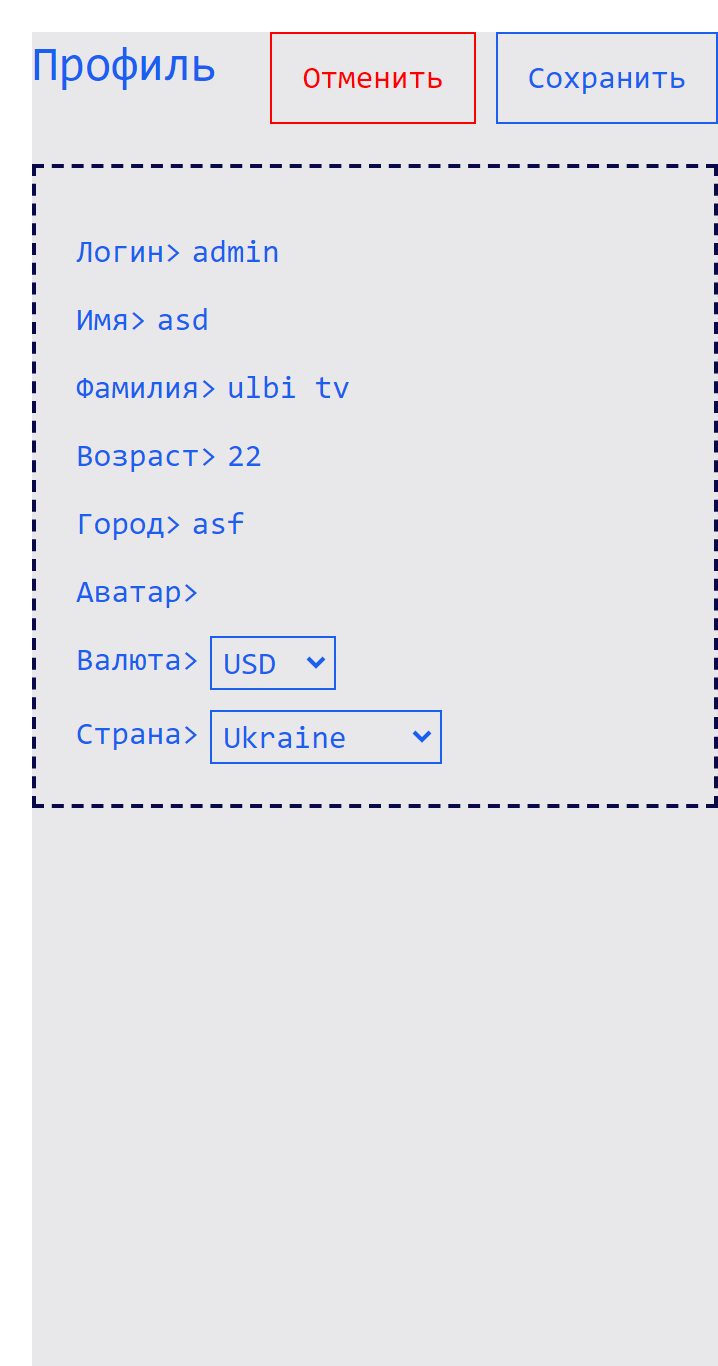 Профиль
Отменить
Сохранить
Логин> admin
Имя> asd
Фамилия> ulbi tv
Возраст> 22
Город> asf
Аватар>
Валюта> USD
Страна> Ukraine